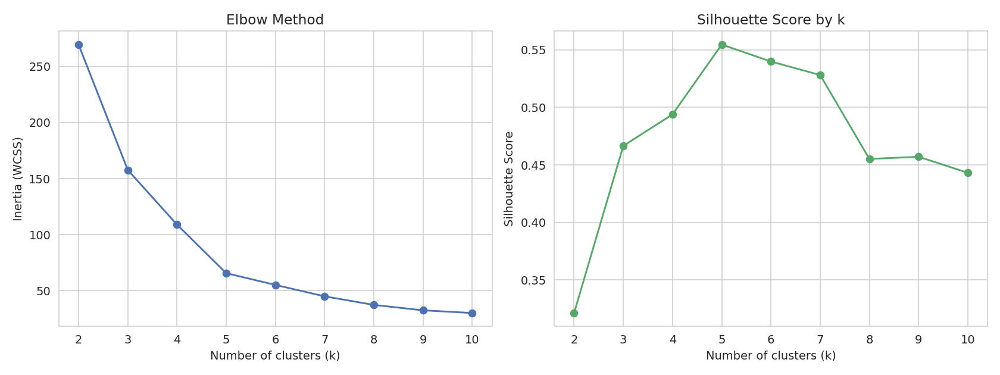 Elbow Method
250
200
150
100
50
Inertia (WCSS)
2 3 4 5 6 7 8 9 10
Number of clusters (k)
Silhouette Score by k
0.55
0.50
0.45
0.40
0.35
Silhouette Score
2 3 4 5 6 7 8 9 10
Number of clusters (k)